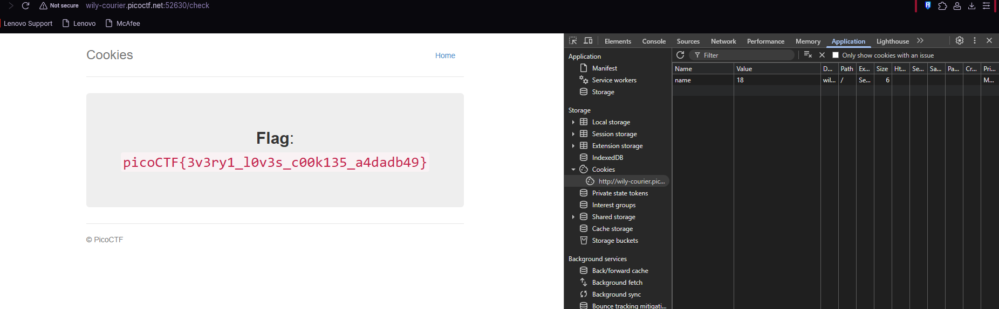 Not secure wily-courier.picoctf.net:52630/check
Lenovo Support Lenovo McAfee
Elements Console Sources Network Performance Memory Application Lighthouse
Cookies Home
Flag:
picoCTF{3v3ry1_l0v3s_c00k135_a4dadb49}
© PicoCTF
Application
Manifest
Service workers
Storage
Storage
Local storage
Session storage
Extension storage
IndexedDB
Cookies
http://wily-courier.pic...
Private state tokens
Interest groups
Shared storage
Cache storage
Storage buckets
Background services
Back/forward cache
Background fetch
Background sync
Bounce tracking mitigati...
Filter Only show cookies with an issue
Name Value D... Path Ex... Size Ht... Se... Sa... Pa... Cr... Pri...
name 18 wil... / Se... 6 M...